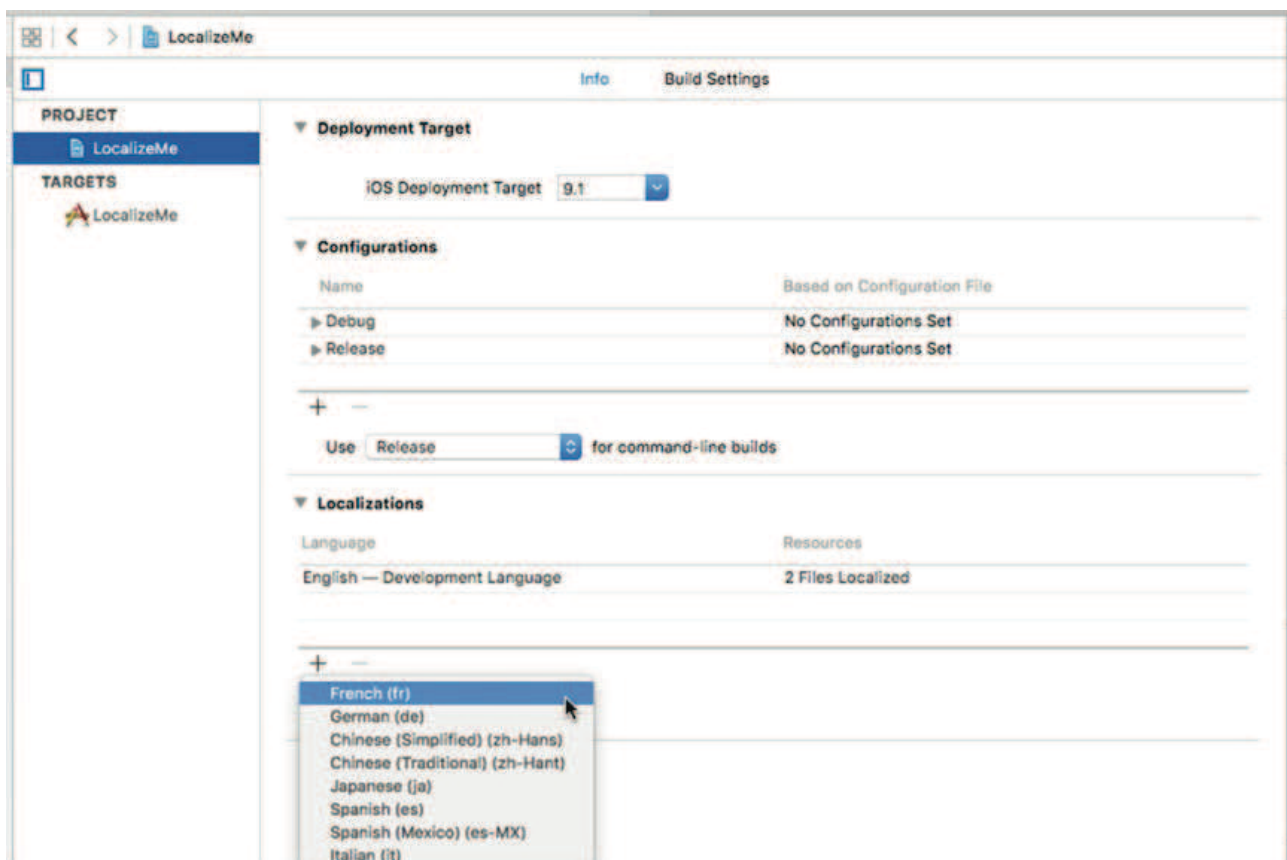 LocalizeMe
Info Build Settings
PROJECT
LocalizeMe
TARGETS
LocalizeMe
Deployment Target
iOS Deployment Target 9.1
Configurations
Name Based on Configuration File
Debug No Configurations Set
Release No Configurations Set
Use Release for command-line builds
Localizations
Language Resources
English — Development Language 2 Files Localized
French (fr)
German (de)
Chinese (Simplified) (zh-Hans)
Chinese (Traditional) (zh-Hant)
Japanese (ja)
Spanish (es)
Spanish (Mexico) (es-MX)
Italian (it)